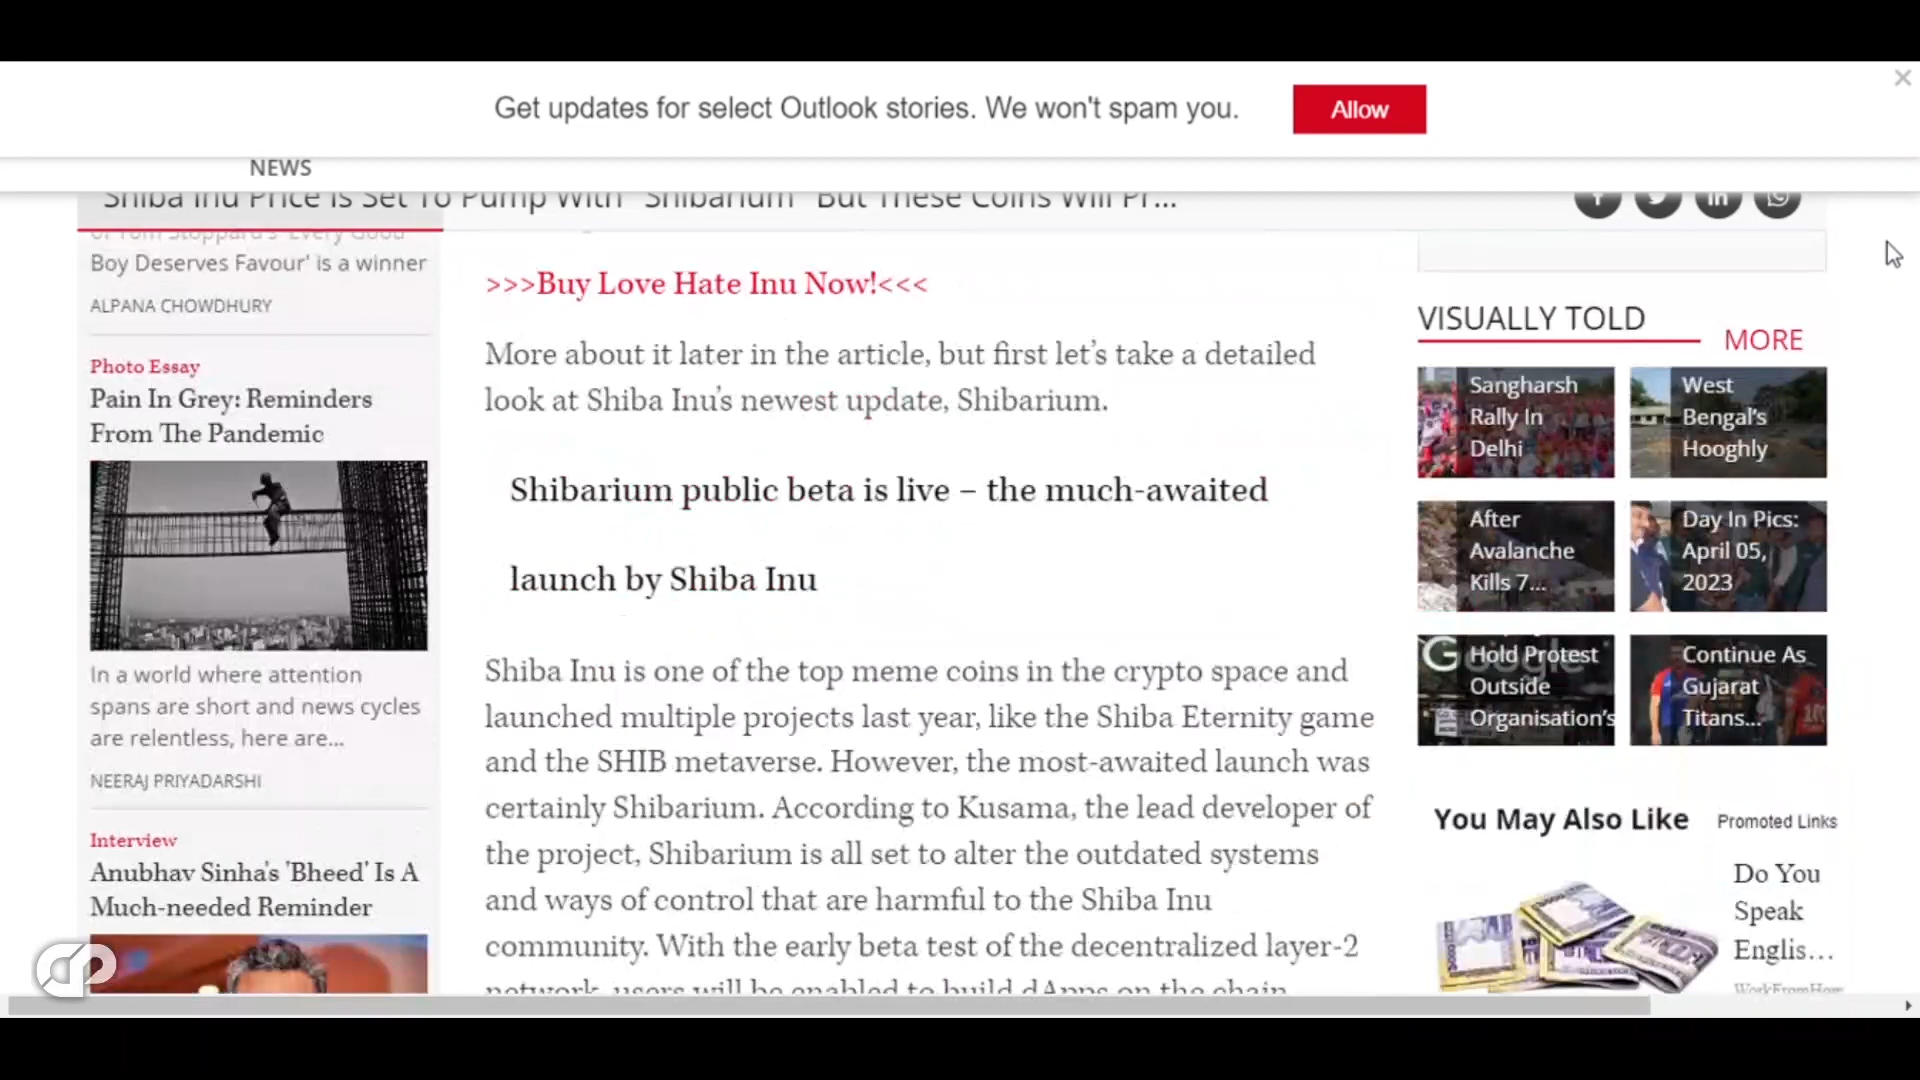 Get updates for select Outlook stories. We won't spam you.
Allow
×
NEWS
Shiba Inu Price Is Set To Pump With "Shibarium" But These Coins Will Pr...
of Tom Stoppard's 'Every Good
Boy Deserves Favour' is a winner
ALPANA CHOWDHURY
Photo Essay
Pain In Grey: Reminders
From The Pandemic
In a world where attention
spans are short and news cycles
are relentless, here are...
NEERAJ PRIYADARSHI
Interview
Anubhav Sinha's 'Bheed' Is A
Much-needed Reminder
>>>Buy Love Hate Inu Now!<<<
More about it later in the article, but first let's take a detailed
look at Shiba Inu's newest update, Shibarium.
Shibarium public beta is live – the much-awaited
launch by Shiba Inu
Shiba Inu is one of the top meme coins in the crypto space and
launched multiple projects last year, like the Shiba Eternity game
and the SHIB metaverse. However, the most-awaited launch was
certainly Shibarium. According to Kusama, the lead developer of
the project, Shibarium is all set to alter the outdated systems
and ways of control that are harmful to the Shiba Inu
community. With the early beta test of the decentralized layer-2
network, users will be enabled to build dApps on the chain
VISUALLY TOLD
MORE
Sangharsh
Rally In
Delhi
West
Bengal's
Hooghly
After
Avalanche
Kills 7...
Day In Pics:
April 05,
2023
Google
Hold Protest
Outside
Organisation's
Continue As
Gujarat
Titans...
You May Also Like
Promoted Links
Do You
Speak
Englis...
WorkFromHom